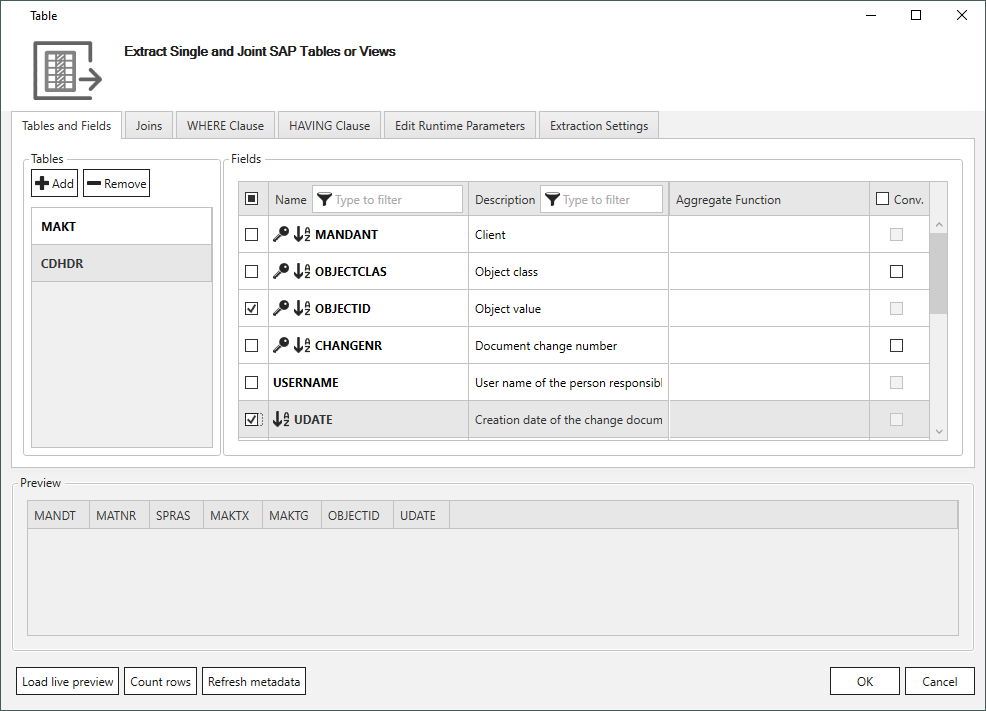 Table
Extract Single and Joint SAP Tables or Views
Tables and Fields Joins WHERE Clause HAVING Clause Edit Runtime Parameters Extraction Settings
Tables
Add Remove
MAKT
CDHDR
Fields
Name Type to filter Description Type to filter Aggregate Function Conv.
MANDANT Client
OBJECTCLAS Object class
OBJECTID Object value
CHANGENR Document change number
USERNAME User name of the person responsibl
UDATE Creation date of the change docum
Preview
MANDT MATNR SPRAS MAKTX MAKTG OBJECTID UDATE
Load live preview Count rows Refresh metadata OK Cancel